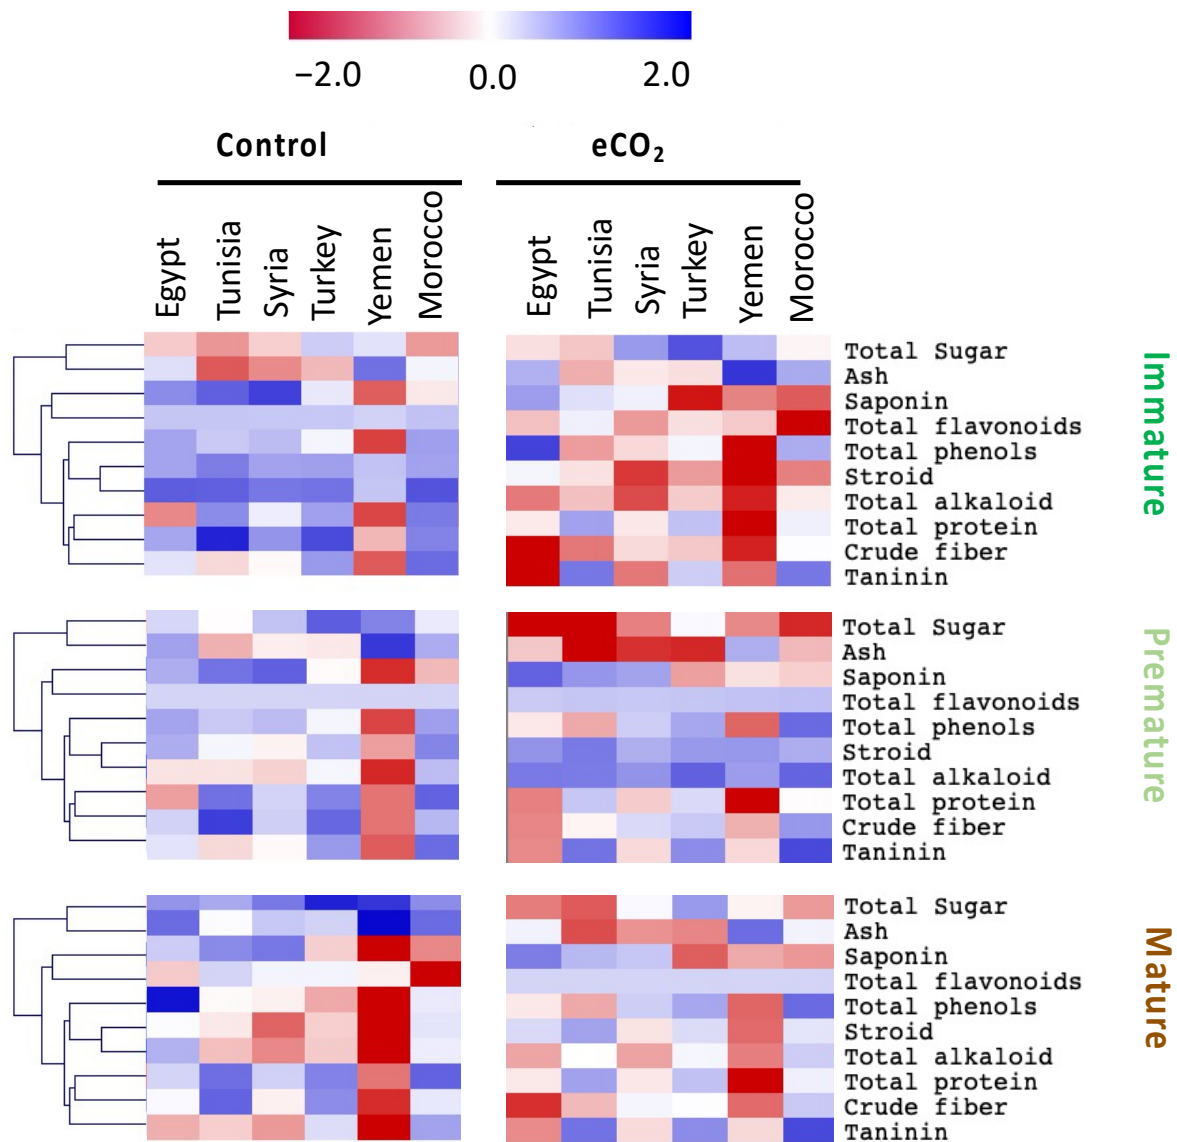 −2.0 0.0 2.0
Control eCO₂
Egypt Tunisia Syria Turkey Yemen Morocco Egypt Tunisia Syria Turkey Yemen Morocco
Total Sugar
Ash
Saponin
Total flavonoids
Total phenols
Stroid
Total alkaloid
Total protein
Crude fiber
Taninin
Immature
Total Sugar
Ash
Saponin
Total flavonoids
Total phenols
Stroid
Total alkaloid
Total protein
Crude fiber
Taninin
Premature
Total Sugar
Ash
Saponin
Total flavonoids
Total phenols
Stroid
Total alkaloid
Total protein
Crude fiber
Taninin
Mature